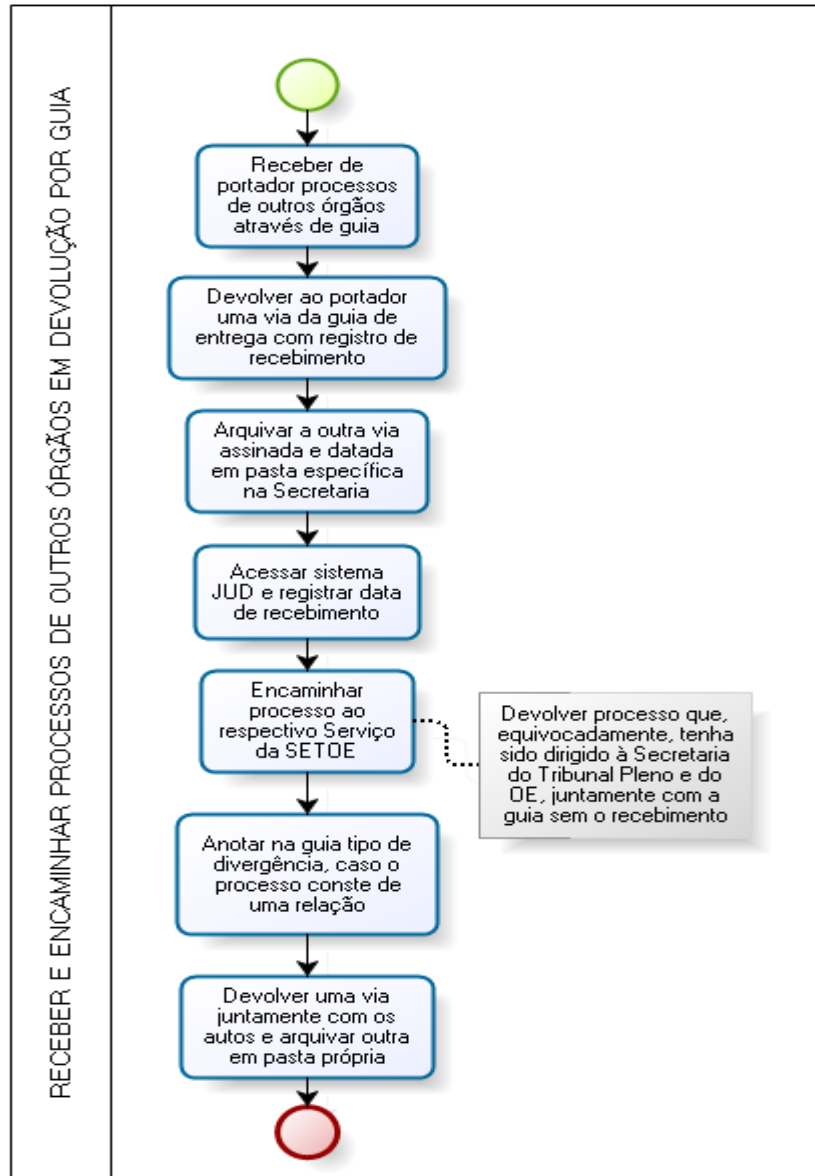 RECEBER E ENCAMINHAR PROCESSOS DE OUTROS ÓRGÃOS EM DEVOLUÇÃO POR GUIA
Receber de
portador processos
de outros órgãos
através de guia
Devolver ao portador
uma via da guia de
entrega com registro de
recebimento
Arquivar a outra via
assinada e datada
em pasta específica
na Secretaria
Acessar sistema
JUD e registrar data
de recebimento
Encaminhar
processo ao
respectivo Serviço
da SETOE
Devolver processo que,
equivocadamente, tenha
sido dirigido à Secretaria
do Tribunal Pleno e do
OE, juntamente com a
guia sem o recebimento
Anotar na guia tipo de
divergência, caso o
processo conste de
uma relação
Devolver uma via
juntamente com os
autos e arquivar outra
em pasta própria